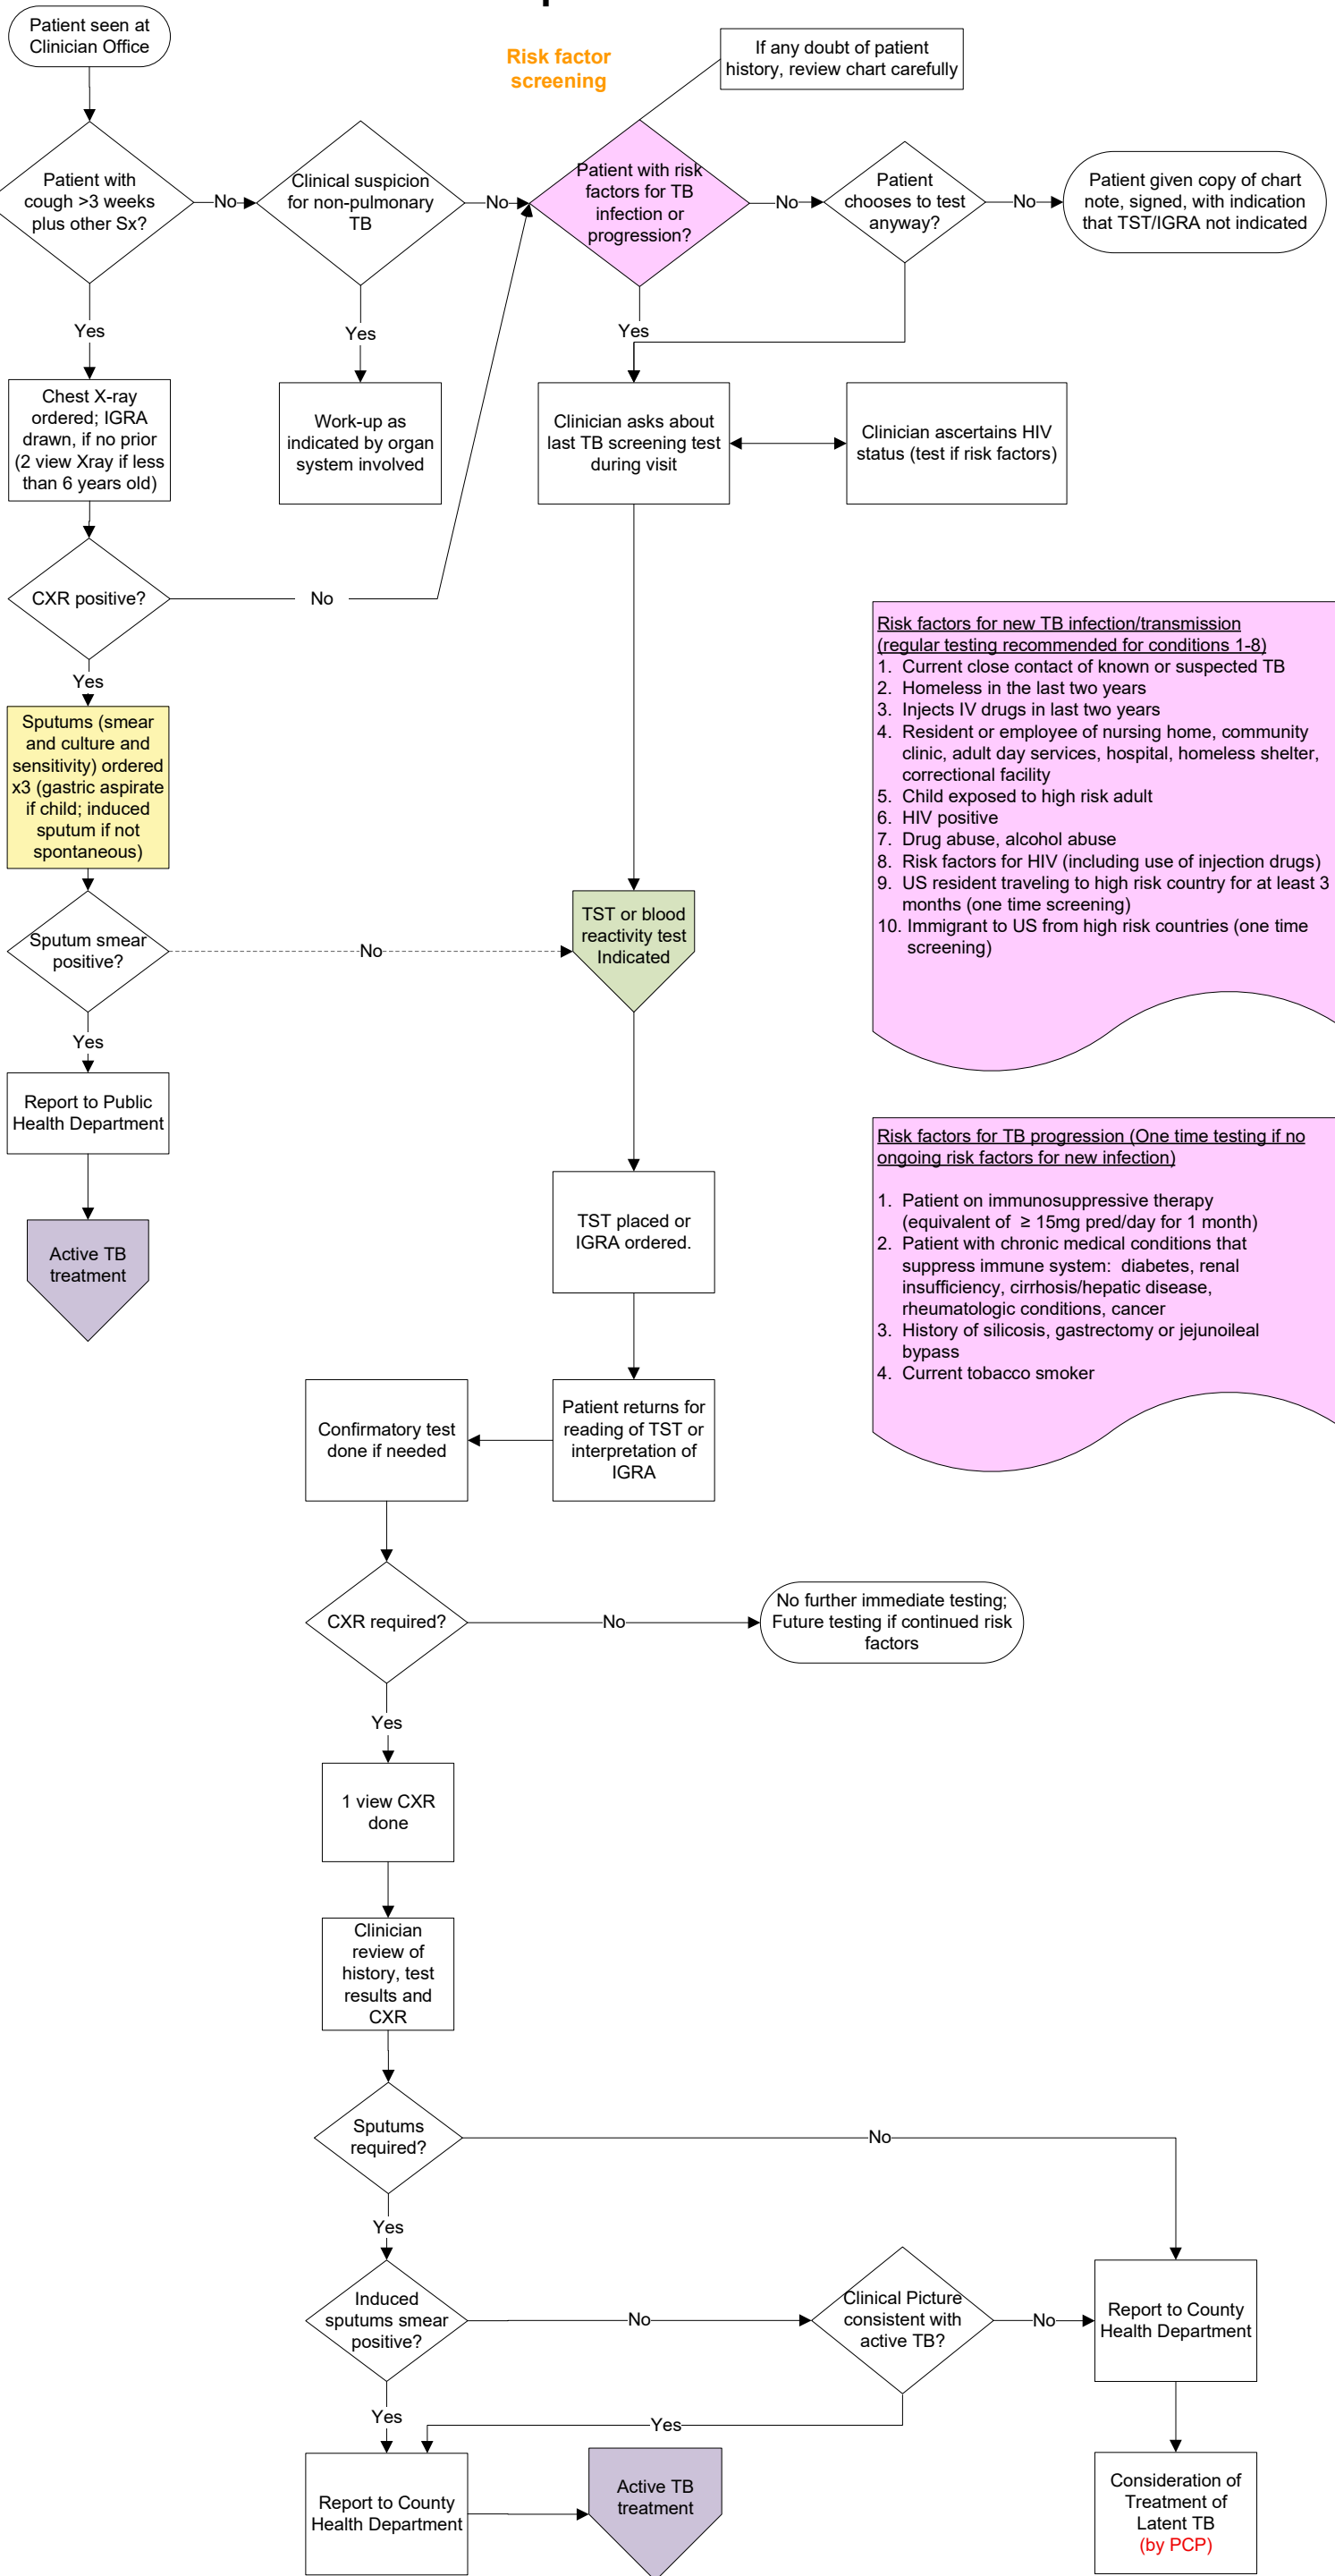 Patient seen at
Clinician Office
Risk factor
screening
If any doubt of patient
history, review chart carefully
Patient with
cough >3 weeks
plus other Sx?
No
Clinical suspicion
for non-pulmonary
TB
No
Patient with risk
factors for TB
infection or
progression?
No
Patient
chooses to test
anyway?
No
Patient given copy of chart
note, signed, with indication
that TST/IGRA not indicated
Yes
Yes
Yes
Chest X-ray
ordered; IGRA
drawn, if no prior
(2 view Xray if less
than 6 years old)
Work-up as
indicated by organ
system involved
Clinician asks about
last TB screening test
during visit
Clinician ascertains HIV
status (test if risk factors)
CXR positive?
No
Yes
Sputums (smear
and culture and
sensitivity) ordered
x3 (gastric aspirate
if child; induced
sputum if not
spontaneous)
Risk factors for new TB infection/transmission
(regular testing recommended for conditions 1-8)
1. Current close contact of known or suspected TB
2. Homeless in the last two years
3. Injects IV drugs in last two years
4. Resident or employee of nursing home, community
clinic, adult day services, hospital, homeless shelter,
correctional facility
5. Child exposed to high risk adult
6. HIV positive
7. Drug abuse, alcohol abuse
8. Risk factors for HIV (including use of injection drugs)
9. US resident traveling to high risk country for at least 3
months (one time screening)
10. Immigrant to US from high risk countries (one time
screening)
Sputum smear
positive?
No
TST or blood
reactivity test
Indicated
Yes
Report to Public
Health Department
Active TB
treatment
Risk factors for TB progression (One time testing if no
ongoing risk factors for new infection)
1. Patient on immunosuppressive therapy
(equivalent of ≥ 15mg pred/day for 1 month)
2. Patient with chronic medical conditions that
suppress immune system: diabetes, renal
insufficiency, cirrhosis/hepatic disease,
rheumatologic conditions, cancer
3. History of silicosis, gastrectomy or jejunoileal
bypass
4. Current tobacco smoker
TST placed or
IGRA ordered.
Patient returns for
reading of TST or
interpretation of
IGRA
Confirmatory test
done if needed
CXR required?
No
No further immediate testing;
Future testing if continued risk
factors
Yes
1 view CXR
done
Clinician
review of
history, test
results and
CXR
Sputums
required?
No
Yes
Induced
sputums smear
positive?
No
Clinical Picture
consistent with
active TB?
No
Report to County
Health Department
Yes
Yes
Report to County
Health Department
Active TB
treatment
Consideration of
Treatment of
Latent TB
(by PCP)